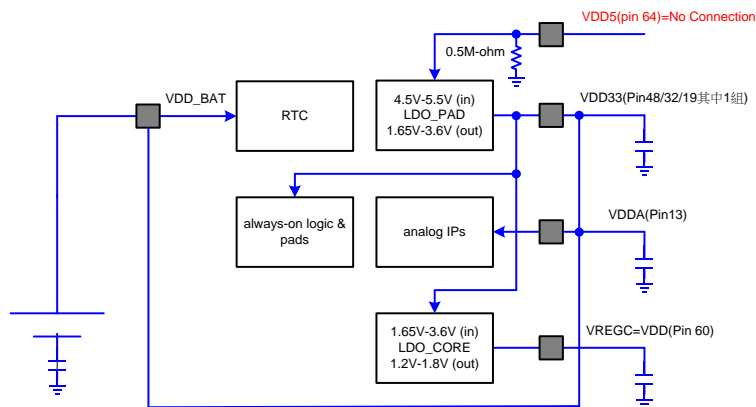 VDD5(pin 64)=No Connection
0.5M-ohm
VDD_BAT
RTC
4.5V-5.5V (in)
LDO_PAD
1.65V-3.6V (out)
VDD33(Pin48/32/19其中1組)
always-on logic &
pads
analog IPs
VDDA(Pin13)
1.65V-3.6V (in)
LDO_CORE
1.2V-1.8V (out)
VREGC=VDD(Pin 60)